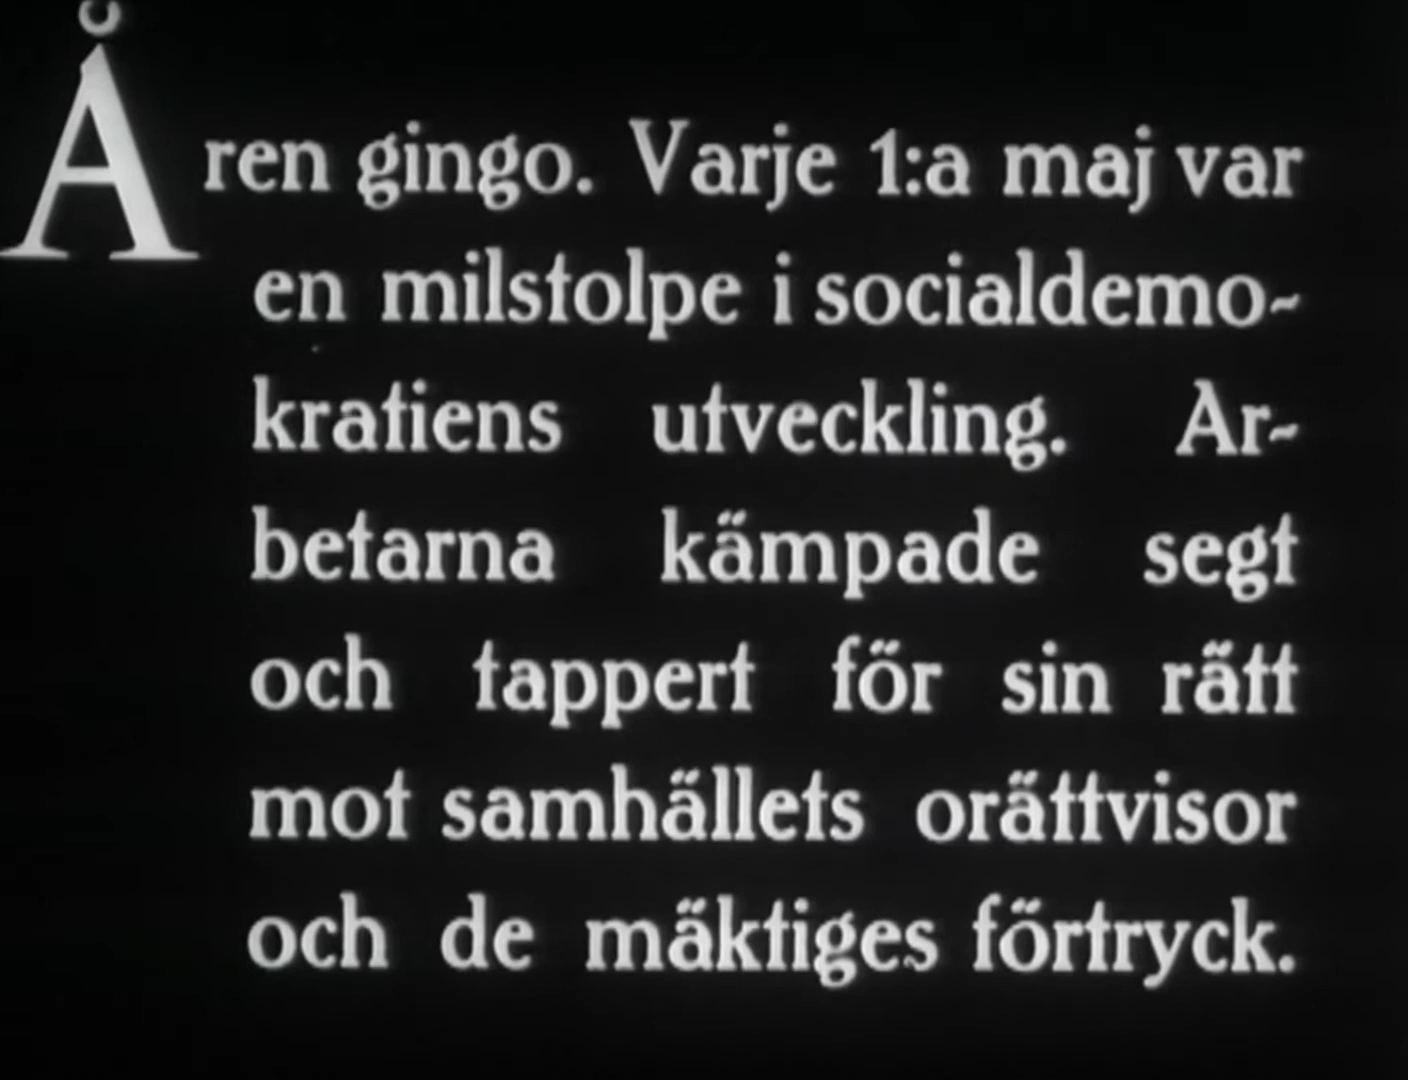 Åren gingo. Varje 1:a maj var
en milstolpe i socialdemo-
kratiens utveckling. Ar-
betarna kämpade segt
och tappert för sin rätt
mot samhällets orättvisor
och de mäktiges förtryck.